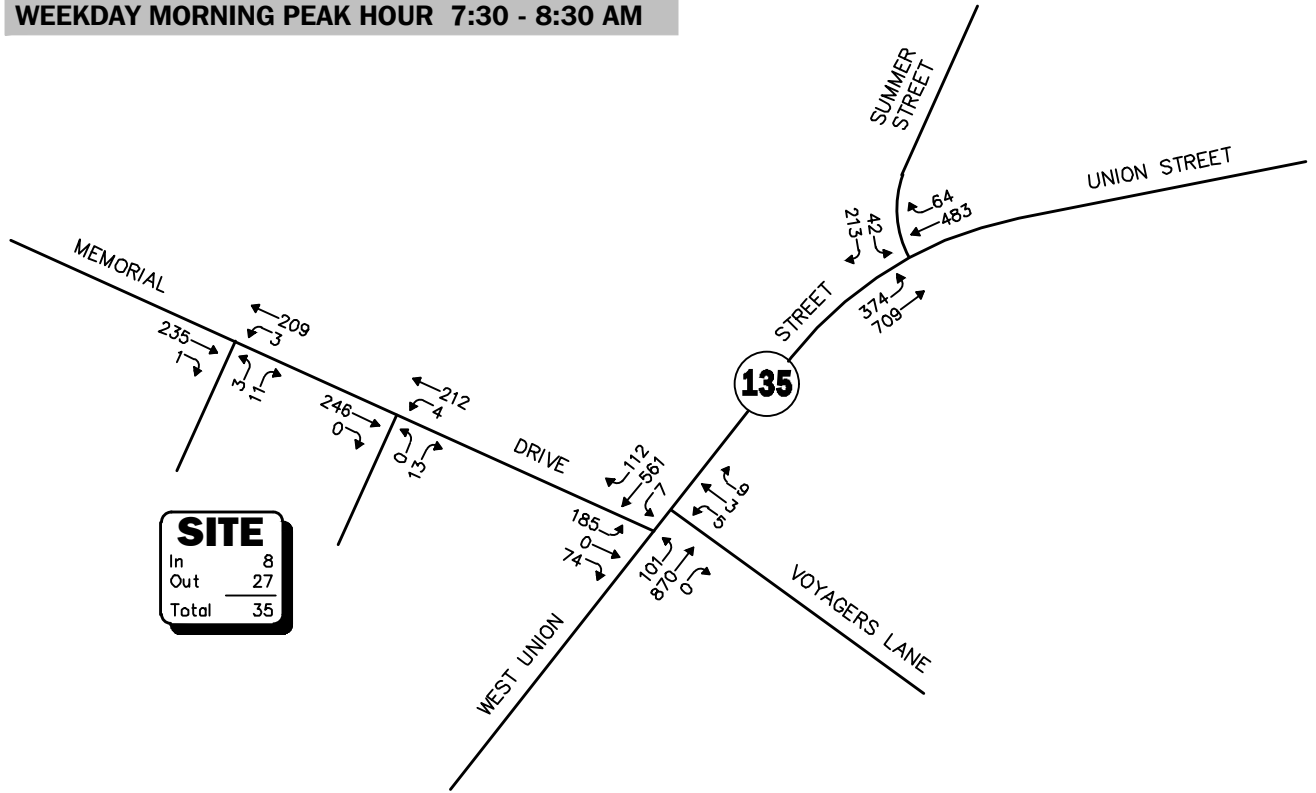 WEEKDAY MORNING PEAK HOUR 7:30 - 8:30 AM
SUMMER
STREET
UNION STREET
64
483
42
213
374
709
STREET
135
MEMORIAL
209
3
235
1
3
11
212
4
246
0
0
13
DRIVE
112
561
7
185
0
74
9
3
5
101
870
0
VOYAGERS LANE
WEST UNION
SITE
In 8
Out 27
Total 35